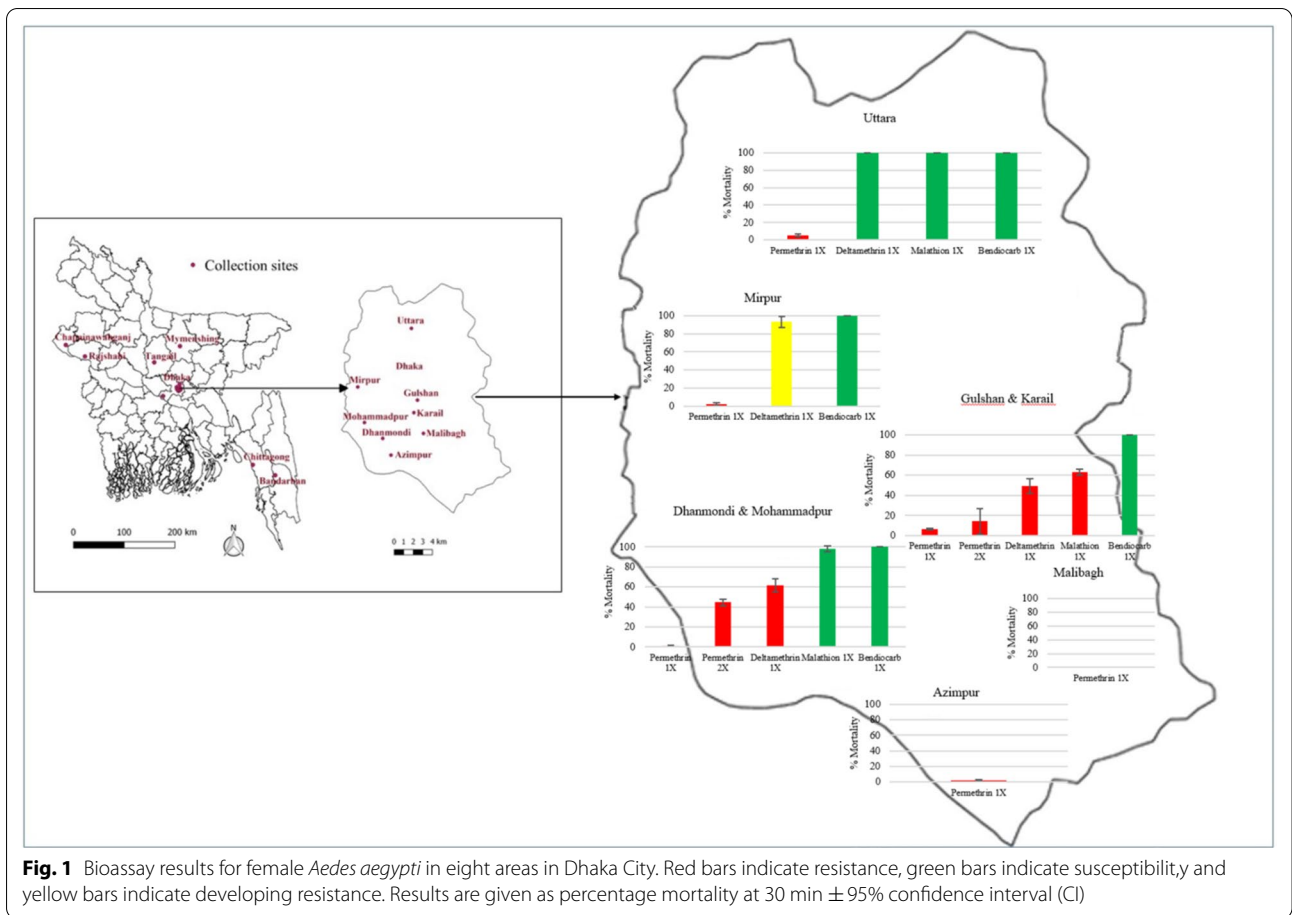 Collection sites
Chapainawabganj
Rajshahi
Tangail
Mymenshing
Dhaka
Chittagong
Bandarban
0 100 200 km
N
Uttara
Dhaka
Mirpur
Gulshan
Karail
Mohammadpur
Dhanmondi
Malibagh
Azimpur
0 1 2 3 4 km
Uttara
% Mortality
100
80
60
40
20
0
Permethrin 1X Deltamethrin 1X Malathion 1X Bendiocarb 1X
Mirpur
% Mortality
100
80
60
40
20
0
Permethrin 1X Deltamethrin 1X Bendiocarb 1X
Gulshan & Karail
% Mortality
100
80
60
40
20
0
Permethrin Permethrin Deltamethrin Malathion Bendiocarb
1X 2X 1X 1X 1X
Dhanmondi & Mohammadpur
% Mortality
100
80
60
40
20
0
Permethrin Permethrin Deltamethrin Malathion 1X Bendiocarb
1X 2X 1X 1X
Malibagh
% Mortality
100
80
60
40
20
0
Permethrin 1X
Azimpur
% Mortality
100
80
60
40
20
0
Permethrin 1X
Fig. 1 Bioassay results for female Aedes aegypti in eight areas in Dhaka City. Red bars indicate resistance, green bars indicate susceptibilit,y and
yellow bars indicate developing resistance. Results are given as percentage mortality at 30 min ± 95% confidence interval (CI)